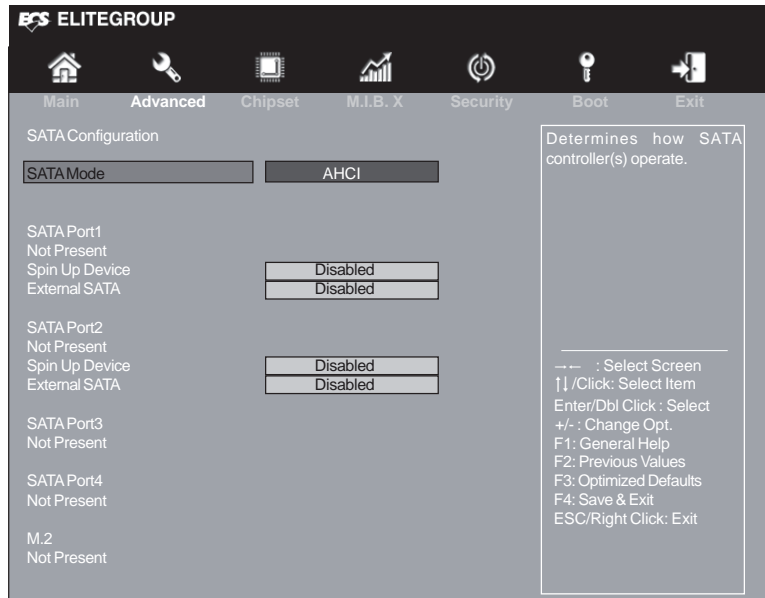 ECS ELITEGROUP
Main Advanced Chipset M.I.B. X Security Boot Exit
SATA Configuration
SATA Mode AHCI
SATA Port1
Not Present
Spin Up Device Disabled
External SATA Disabled
SATA Port2
Not Present
Spin Up Device Disabled
External SATA Disabled
SATA Port3
Not Present
SATA Port4
Not Present
M.2
Not Present
Determines how SATA
controller(s) operate.
→← : Select Screen
↑↓/Click: Select Item
Enter/Dbl Click : Select
+/- : Change Opt.
F1: General Help
F2: Previous Values
F3: Optimized Defaults
F4: Save & Exit
ESC/Right Click: Exit